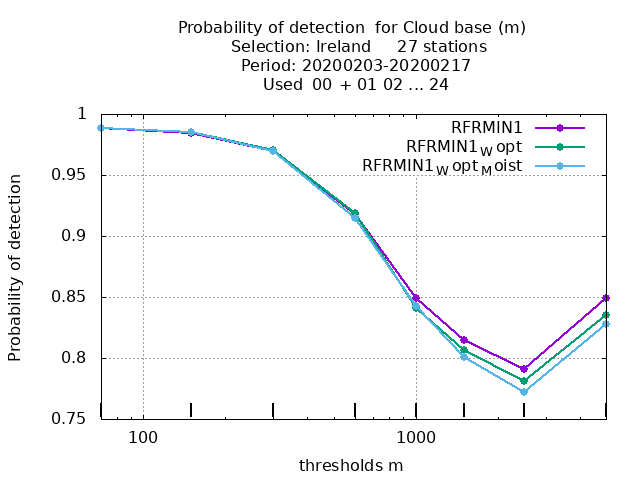 Probability of detection  for Cloud base (m)
Selection: Ireland     27 stations
Period: 20200203-20200217
Used  00  + 01 02 ... 24
1
0.95
0.9
0.85
0.8
0.75
Probability of detection
RFRMIN1
RFRMIN1WOpt
RFRMIN1WoptMoist
100
1000
thresholds m